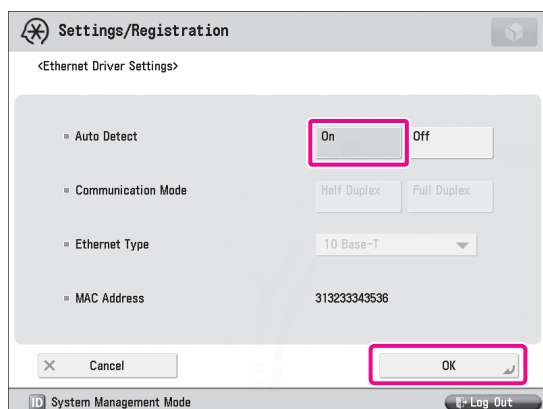 Settings/Registration
<Ethernet Driver Settings>
Auto Detect On Off
Communication Mode Half Duplex Full Duplex
Ethernet Type 10 Base-T
MAC Address 313233343536
Cancel OK
ID System Management Mode Log Out